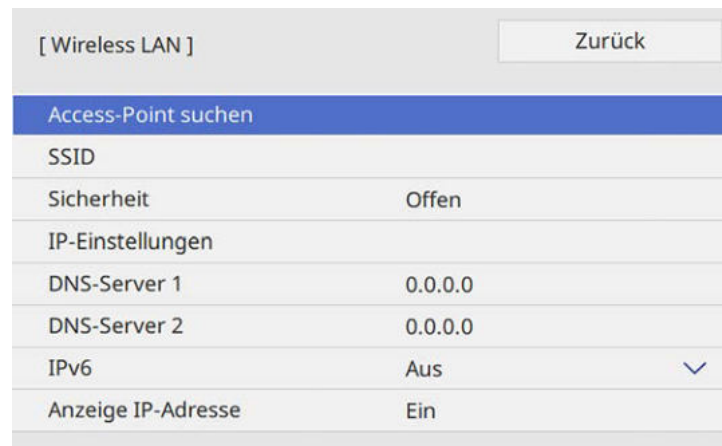 [ Wireless LAN ] Zurück
Access-Point suchen
SSID
Sicherheit Offen
IP-Einstellungen
DNS-Server 1 0.0.0.0
DNS-Server 2 0.0.0.0
IPv6 Aus
Anzeige IP-Adresse Ein